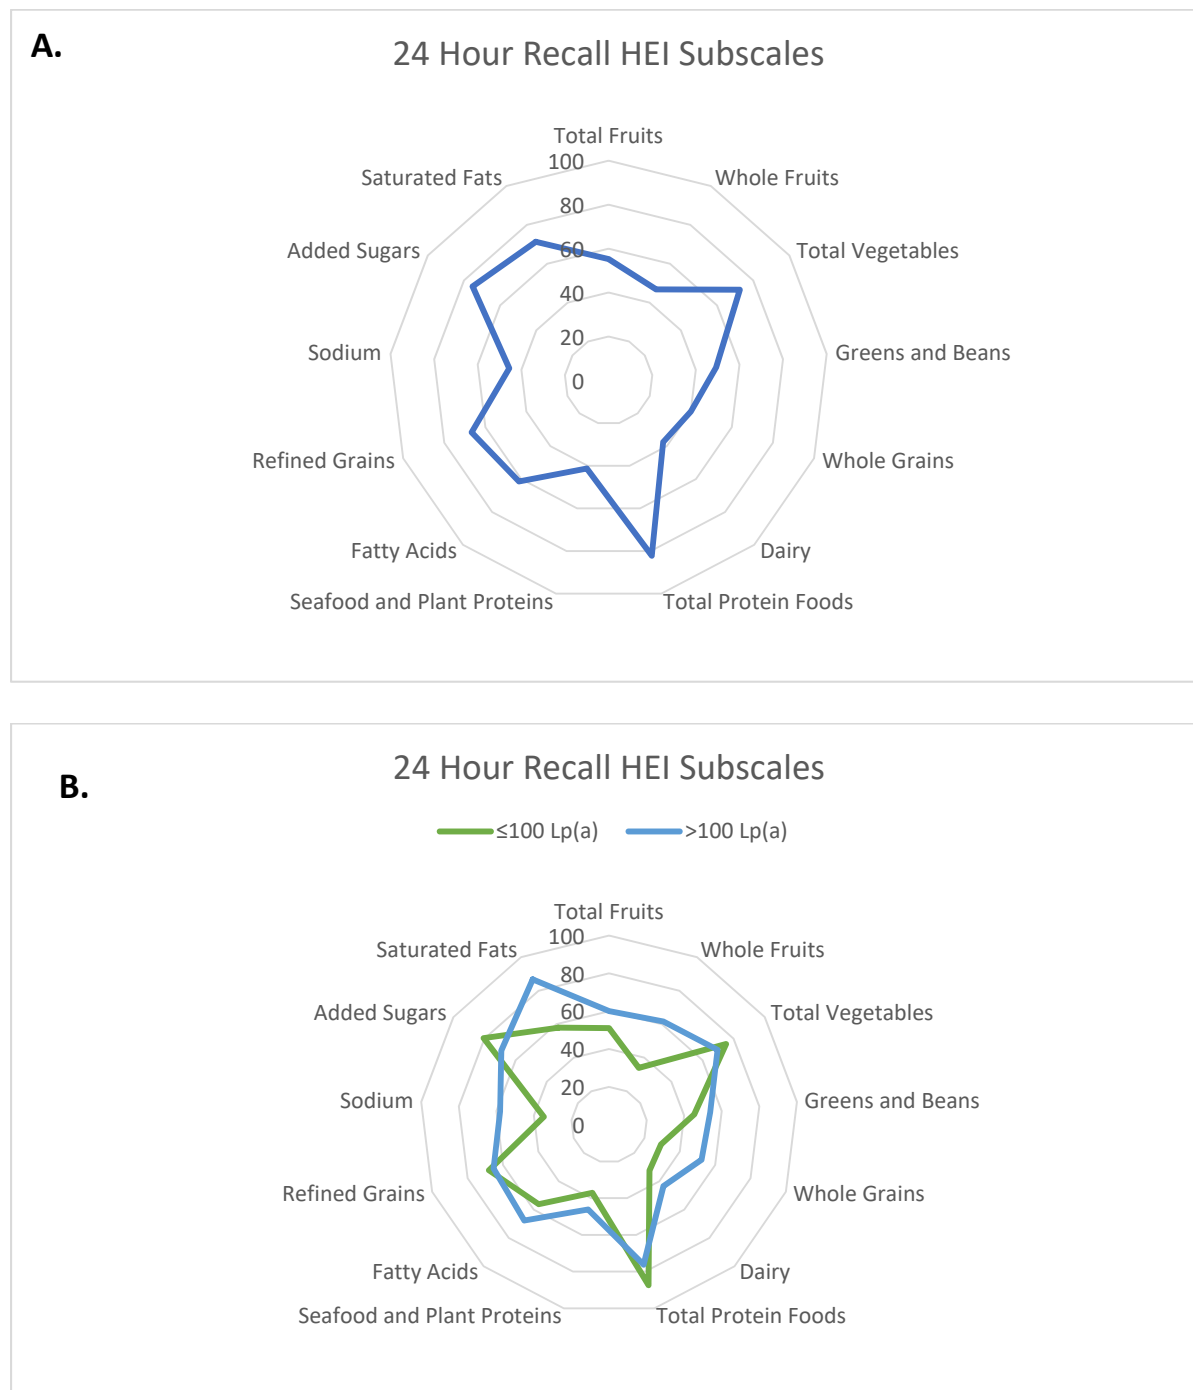 A.
24 Hour Recall HEI Subscales
Total Fruits
100
Saturated Fats
Whole Fruits
80
Added Sugars
60
Total Vegetables
40
Sodium
20
Greens and Beans
0
Refined Grains
Whole Grains
Fatty Acids
Dairy
Seafood and Plant Proteins
Total Protein Foods
24 Hour Recall HEI Subscales
B.
≤100 Lp(a) >100 Lp(a)
Total Fruits
100
Saturated Fats
Whole Fruits
80
Added Sugars
60
Total Vegetables
40
Sodium
20
Greens and Beans
0
Refined Grains
Whole Grains
Fatty Acids
Dairy
Seafood and Plant Proteins
Total Protein Foods